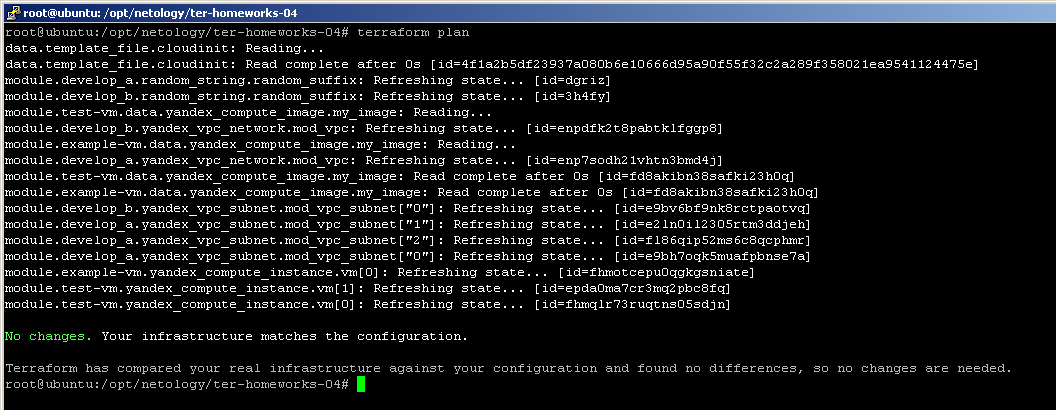 root@ubuntu: /opt/netology/ter-homeworks-04
root@ubuntu:/opt/netology/ter-homeworks-04# terraform plan
data.template_file.cloudinit: Reading...
data.template_file.cloudinit: Read complete after 0s [id=4f1a2b5df23937a080b6e10666d95a90f55f32c2a289f358021ea9541124475e]
module.develop_a.random_string.random_suffix: Refreshing state... [id=dgriz]
module.develop_b.random_string.random_suffix: Refreshing state... [id=3h4fy]
module.test-vm.data.yandex_compute_image.my_image: Reading...
module.develop_b.yandex_vpc_network.mod_vpc: Refreshing state... [id=enpdfk2t8pabtklfggp8]
module.example-vm.data.yandex_compute_image.my_image: Reading...
module.develop_a.yandex_vpc_network.mod_vpc: Refreshing state... [id=enp7sodh21vhtn3bmd4j]
module.test-vm.data.yandex_compute_image.my_image: Read complete after 0s [id=fd8akibn38safki23h0q]
module.example-vm.data.yandex_compute_image.my_image: Read complete after 0s [id=fd8akibn38safki23h0q]
module.develop_b.yandex_vpc_subnet.mod_vpc_subnet["0"]: Refreshing state... [id=e9bv6bf9nk8rctpaotvq]
module.develop_a.yandex_vpc_subnet.mod_vpc_subnet["1"]: Refreshing state... [id=e2ln0il2305rtm3ddjeh]
module.develop_a.yandex_vpc_subnet.mod_vpc_subnet["2"]: Refreshing state... [id=fl86qip52ms6c8qcphmr]
module.develop_a.yandex_vpc_subnet.mod_vpc_subnet["0"]: Refreshing state... [id=e9bh7oqk5muafpbnse7a]
module.example-vm.yandex_compute_instance.vm[0]: Refreshing state... [id=fhmotcepu0qgkgsniate]
module.test-vm.yandex_compute_instance.vm[1]: Refreshing state... [id=epda0ma7cr3mq2pbc8fq]
module.test-vm.yandex_compute_instance.vm[0]: Refreshing state... [id=fhmqlr73ruqtns05sdjn]
No changes. Your infrastructure matches the configuration.
Terraform has compared your real infrastructure against your configuration and found no differences, so no changes are needed.
root@ubuntu:/opt/netology/ter-homeworks-04#